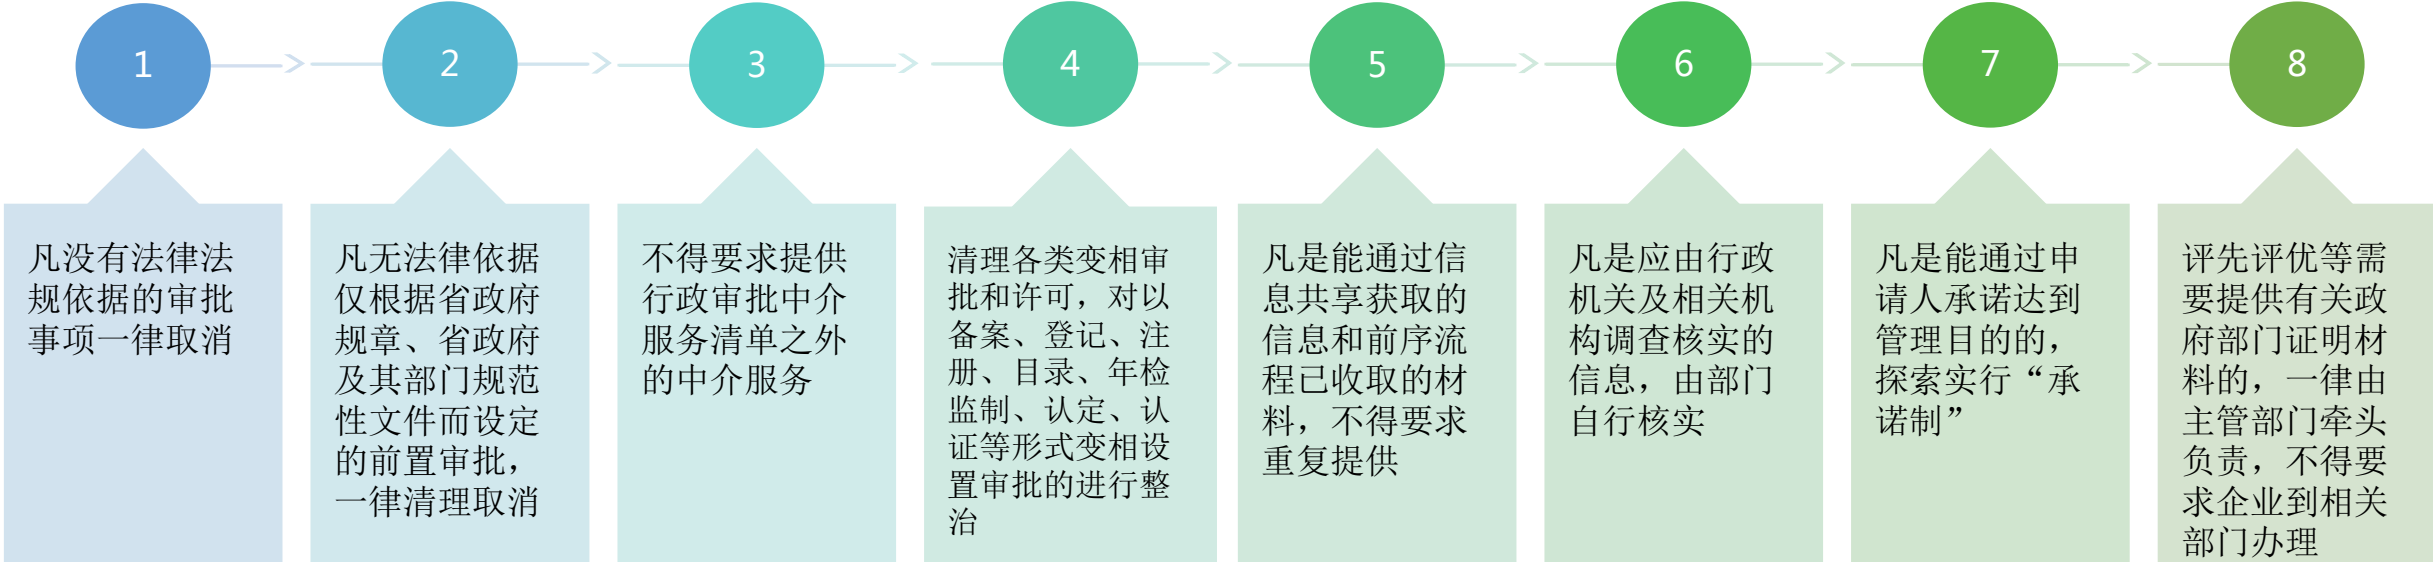 1
2
3
4
5
6
7
8
凡没有法律法
规依据的审批
事项一律取消
凡无法律依据
仅根据省政府
规章、省政府
及其部门规范
性文件而设定
的前置审批，
一律清理取消
不得要求提供
行政审批中介
服务清单之外
的中介服务
清理各类变相审
批和许可，对以
备案、登记、注
册、目录、年检
监制、认定、认
证等形式变相设
置审批的进行整
治
凡是能通过信
息共享获取的
信息和前序流
程已收取的材
料，不得要求
重复提供
凡是应由行政
机关及相关机
构调查核实的
信息，由部门
自行核实
凡是能通过申
请人承诺达到
管理目的的，
探索实行“承
诺制”
评先评优等需
要提供有关政
府部门证明材
料的，一律由
主管部门牵头
负责，不得要
求企业到相关
部门办理